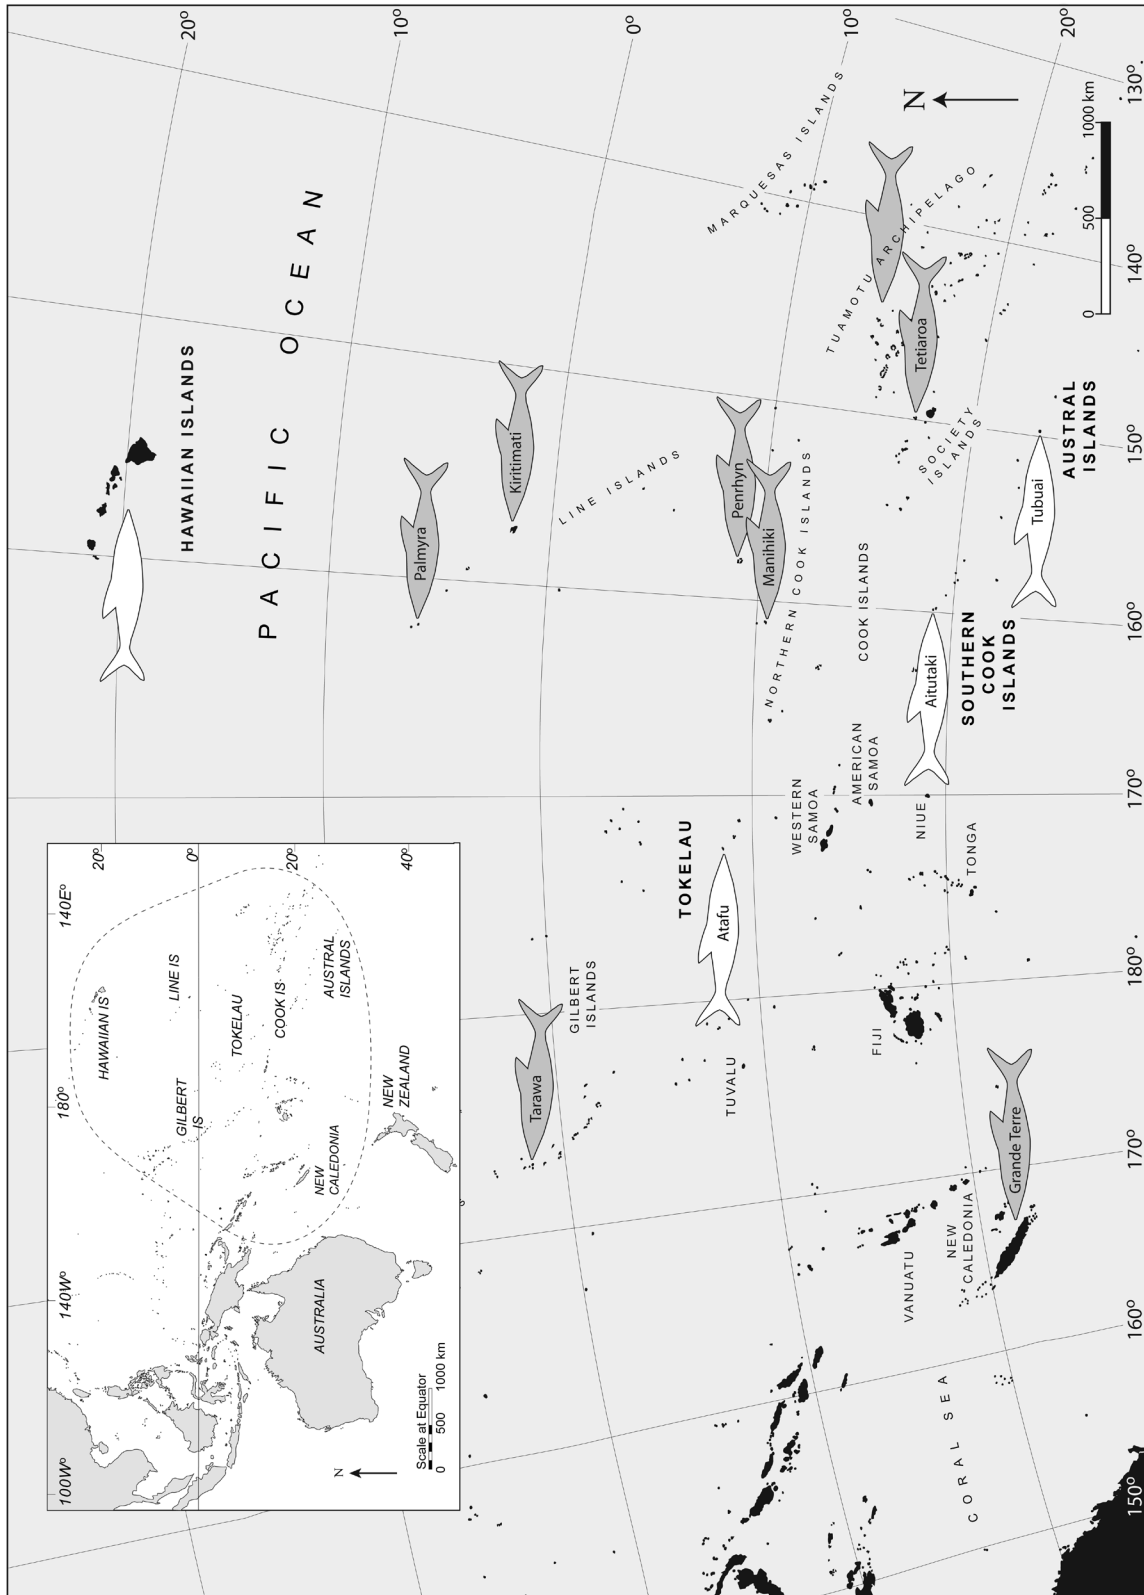 20°
10°
0°
10°
20°
130°
140°
150°
160°
170°
180°
170°
160°
150°
N
0
500
1000 km
PACIFIC OCEAN
HAWAIIAN ISLANDS
MARQUESAS ISLANDS
TUAMOTU ARCHIPELAGO
Tetiaroa
SOCIETY
ISLANDS
AUSTRAL
ISLANDS
Tubuai
Kiritimati
Palmyra
LINE ISLANDS
Penrhyn
Manihiki
NORTHERN COOK ISLANDS
COOK ISLANDS
Aitutaki
SOUTHERN
COOK
ISLANDS
AMERICAN
SAMOA
WESTERN
SAMOA
NIUE
TONGA
TOKELAU
Atafu
GILBERT
ISLANDS
Tarawa
TUVALU
FIJI
Grande Terre
NEW
CALEDONIA
VANUATU
CORAL SEA
100W°
140W°
180°
140E°
20°
0°
20°
40°
HAWAIIAN IS
LINE IS
GILBERT
IS
TOKELAU
COOK IS
AUSTRAL
ISLANDS
NEW
CALEDONIA
NEW
ZEALAND
AUSTRALIA
N
Scale at Equator
0
500
1000 km